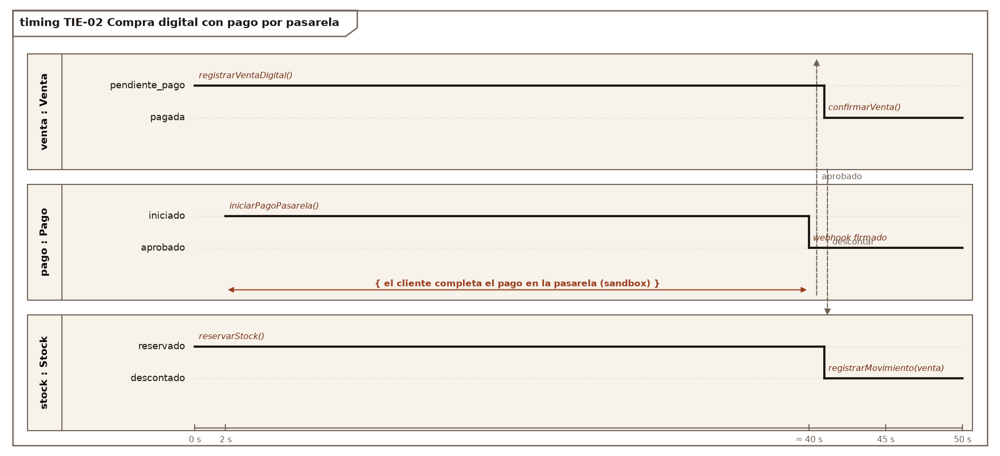 timing TIE-02 Compra digital con pago por pasarela
venta : Venta
registrarVentaDigital()
pendiente_pago
confirmarVenta()
pagada
aprobado
pago : Pago
iniciarPagoPasarela()
iniciado
webhook firmado
descontar
aprobado
{ el cliente completa el pago en la pasarela (sandbox) }
stock : Stock
reservarStock()
reservado
registrarMovimiento(venta)
descontado
0 s 2 s ≈ 40 s 45 s 50 s